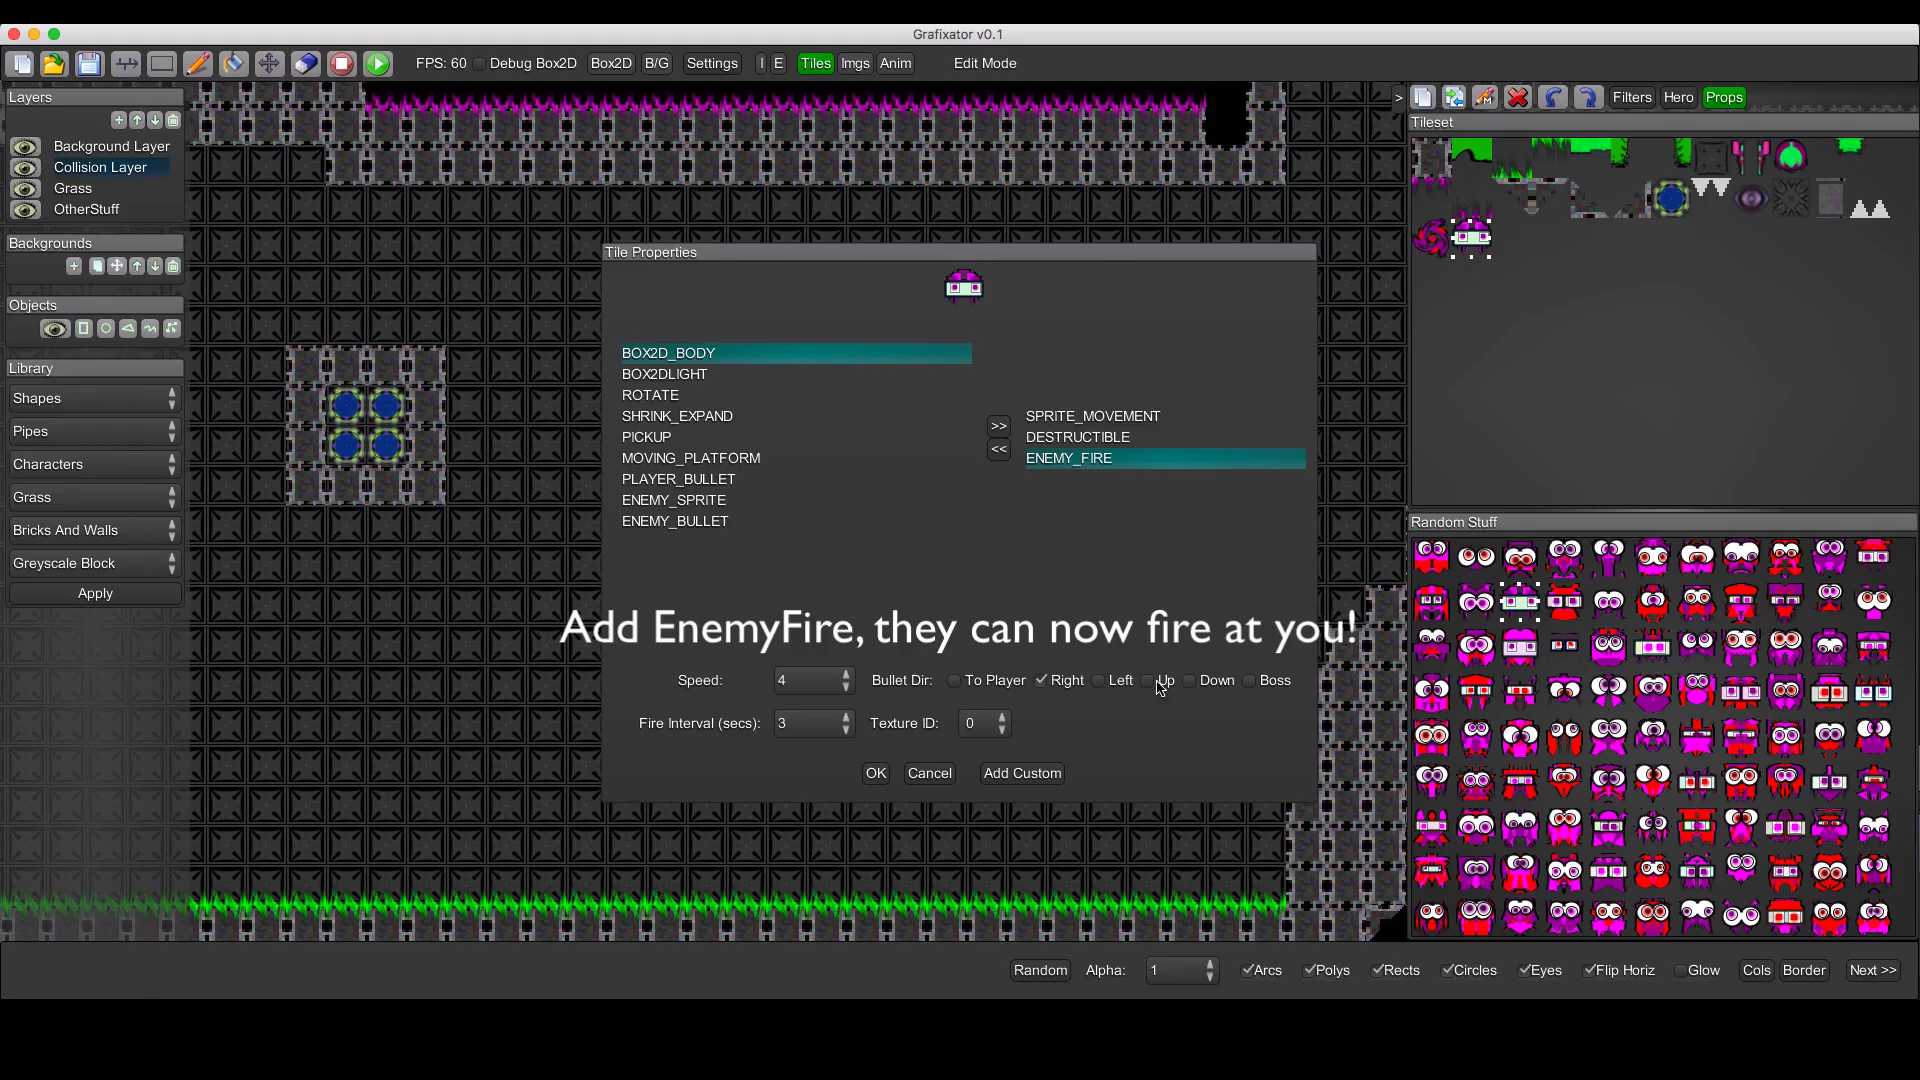 Grafixator v0.1
FPS: 60 Debug Box2D Box2D B/G Settings I E Tiles Imgs Anim Edit Mode
Layers
Background Layer
Collision Layer
Grass
OtherStuff
Backgrounds
Objects
Library
Shapes
Pipes
Characters
Grass
Bricks And Walls
Greyscale Block
Apply
Tile Properties
BOX2D_BODY
BOX2DLIGHT
ROTATE
SHRINK_EXPAND
PICKUP
MOVING_PLATFORM
PLAYER_BULLET
ENEMY_SPRITE
ENEMY_BULLET
>>
<<
SPRITE_MOVEMENT
DESTRUCTIBLE
ENEMY_FIRE
Add EnemyFire, they can now fire at you!
Speed: 4 Bullet Dir: To Player Right Left Up Down Boss
Fire Interval (secs): 3 Texture ID: 0
OK Cancel Add Custom
> Filters Hero Props
Tileset
Random Stuff
Random Alpha: 1 Arcs Polys Rects Circles Eyes Flip Horiz Glow Cols Border Next >>